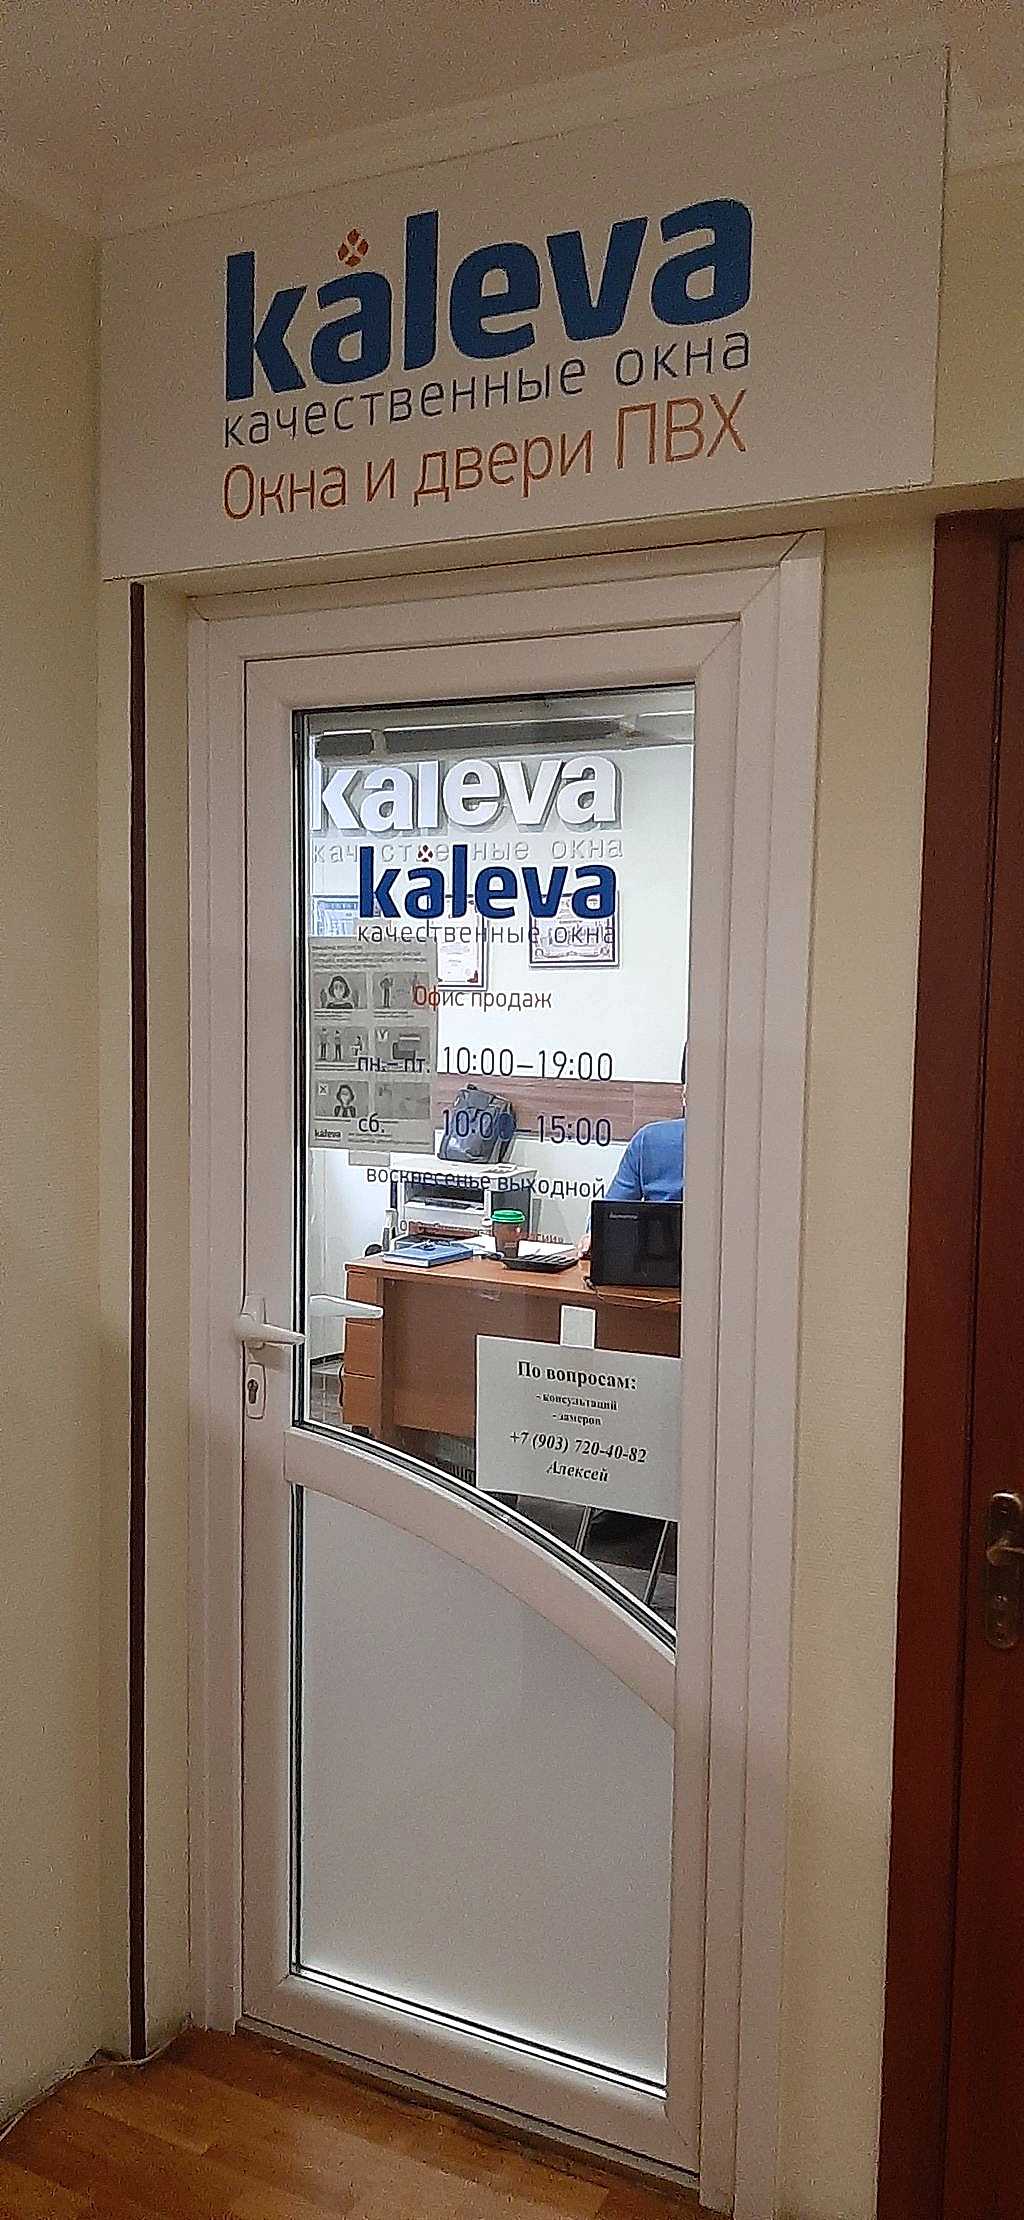 kaleva
качественные окна
Окна и двери ПВХ
kaleva
окна
kaleva
качественные окна
Офис продаж
пн.– пт. 10:00–19:00
сб. 10:00–15:00
воскресенье выходной
kaleva
По вопросам:
- консультаций
- замеров
+7 (903) 720-40-82
Алексей